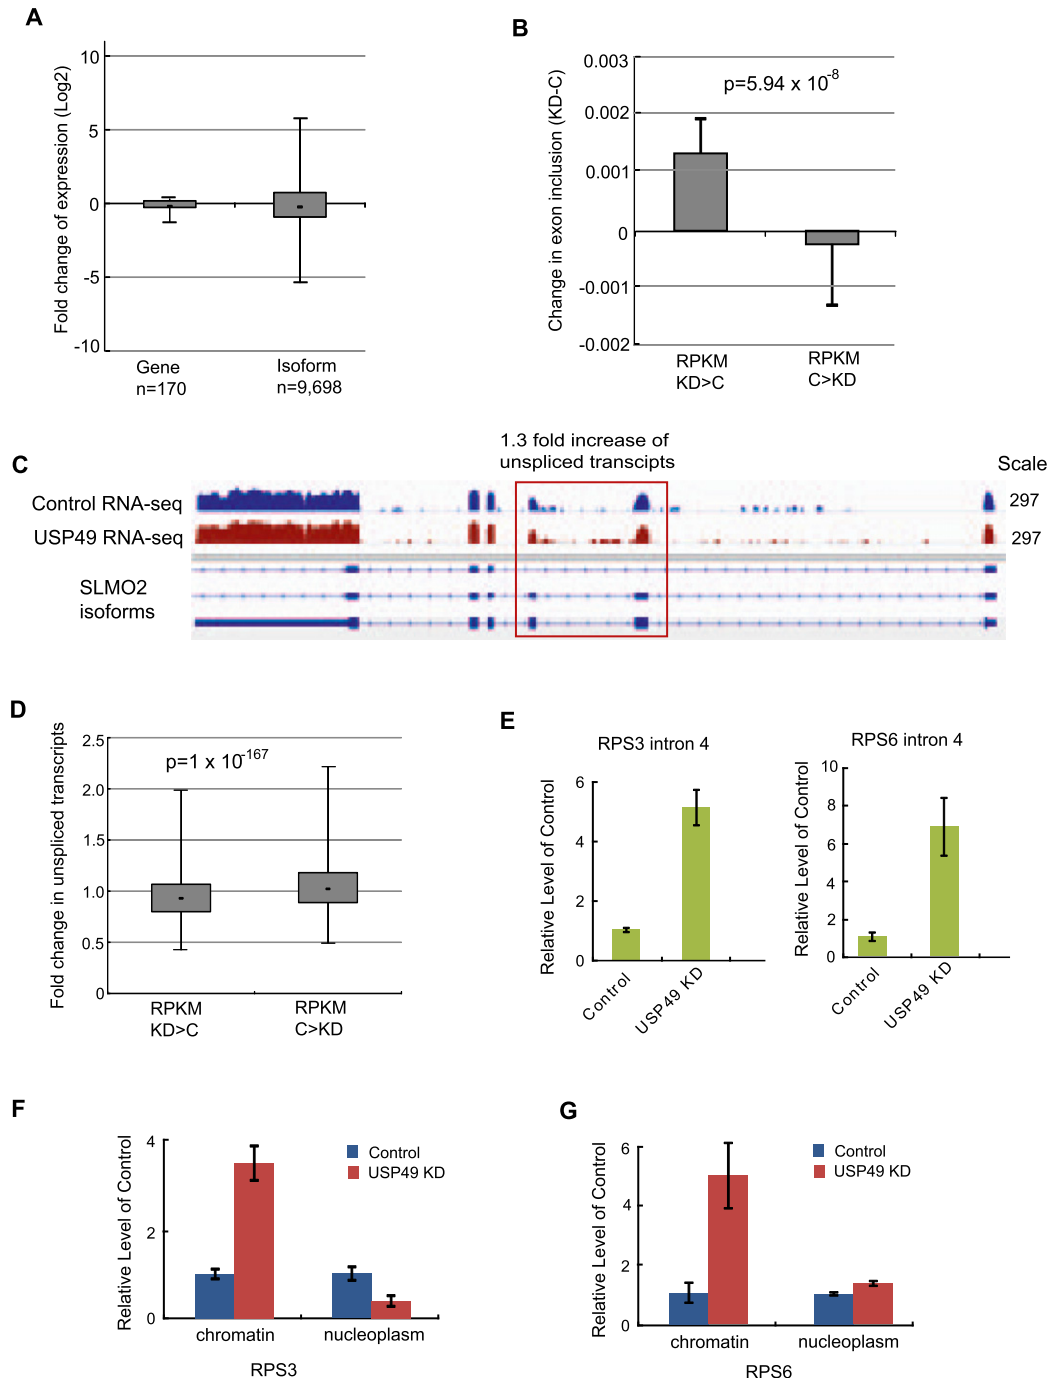 A
Fold change of expression (Log2)
10
5
0
-5
-10
Gene
n=170
Isoform
n=9,698
B
Change in exon inclusion (KD-C)
0.003
0.002
0.001
0
-0.001
-0.002
p=5.94 x 10-8
RPKM
KD>C
RPKM
C>KD
C
1.3 fold increase of
unspliced transcipts
Scale
Control RNA-seq
297
USP49 RNA-seq
297
SLMO2
isoforms
D
Fold change in unspliced transcripts
2.5
2.0
1.5
1.0
0.5
0
p=1 x 10-167
RPKM
KD>C
RPKM
C>KD
E
RPS3 intron 4
Relative Level of Control
6
4
2
0
Control
USP49 KD
RPS6 intron 4
Relative Level of Control
10
8
6
4
2
0
Control
USP49 KD
F
Relative Level of Control
4
2
0
Control
USP49 KD
chromatin
nucleoplasm
RPS3
G
Relative Level of Control
6
4
2
0
Control
USP49 KD
chromatin
nucleoplasm
RPS6